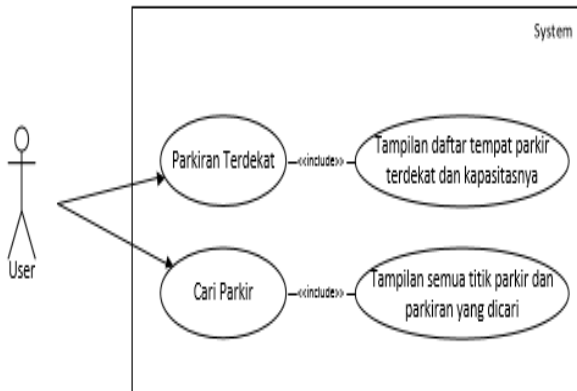 System
Parkiran Terdekat
<<include>>
Tampilan daftar tempat parkir
terdekat dan kapasitasnya
User
Cari Parkir
<<include>>
Tampilan semua titik parkir dan
parkiran yang dicari